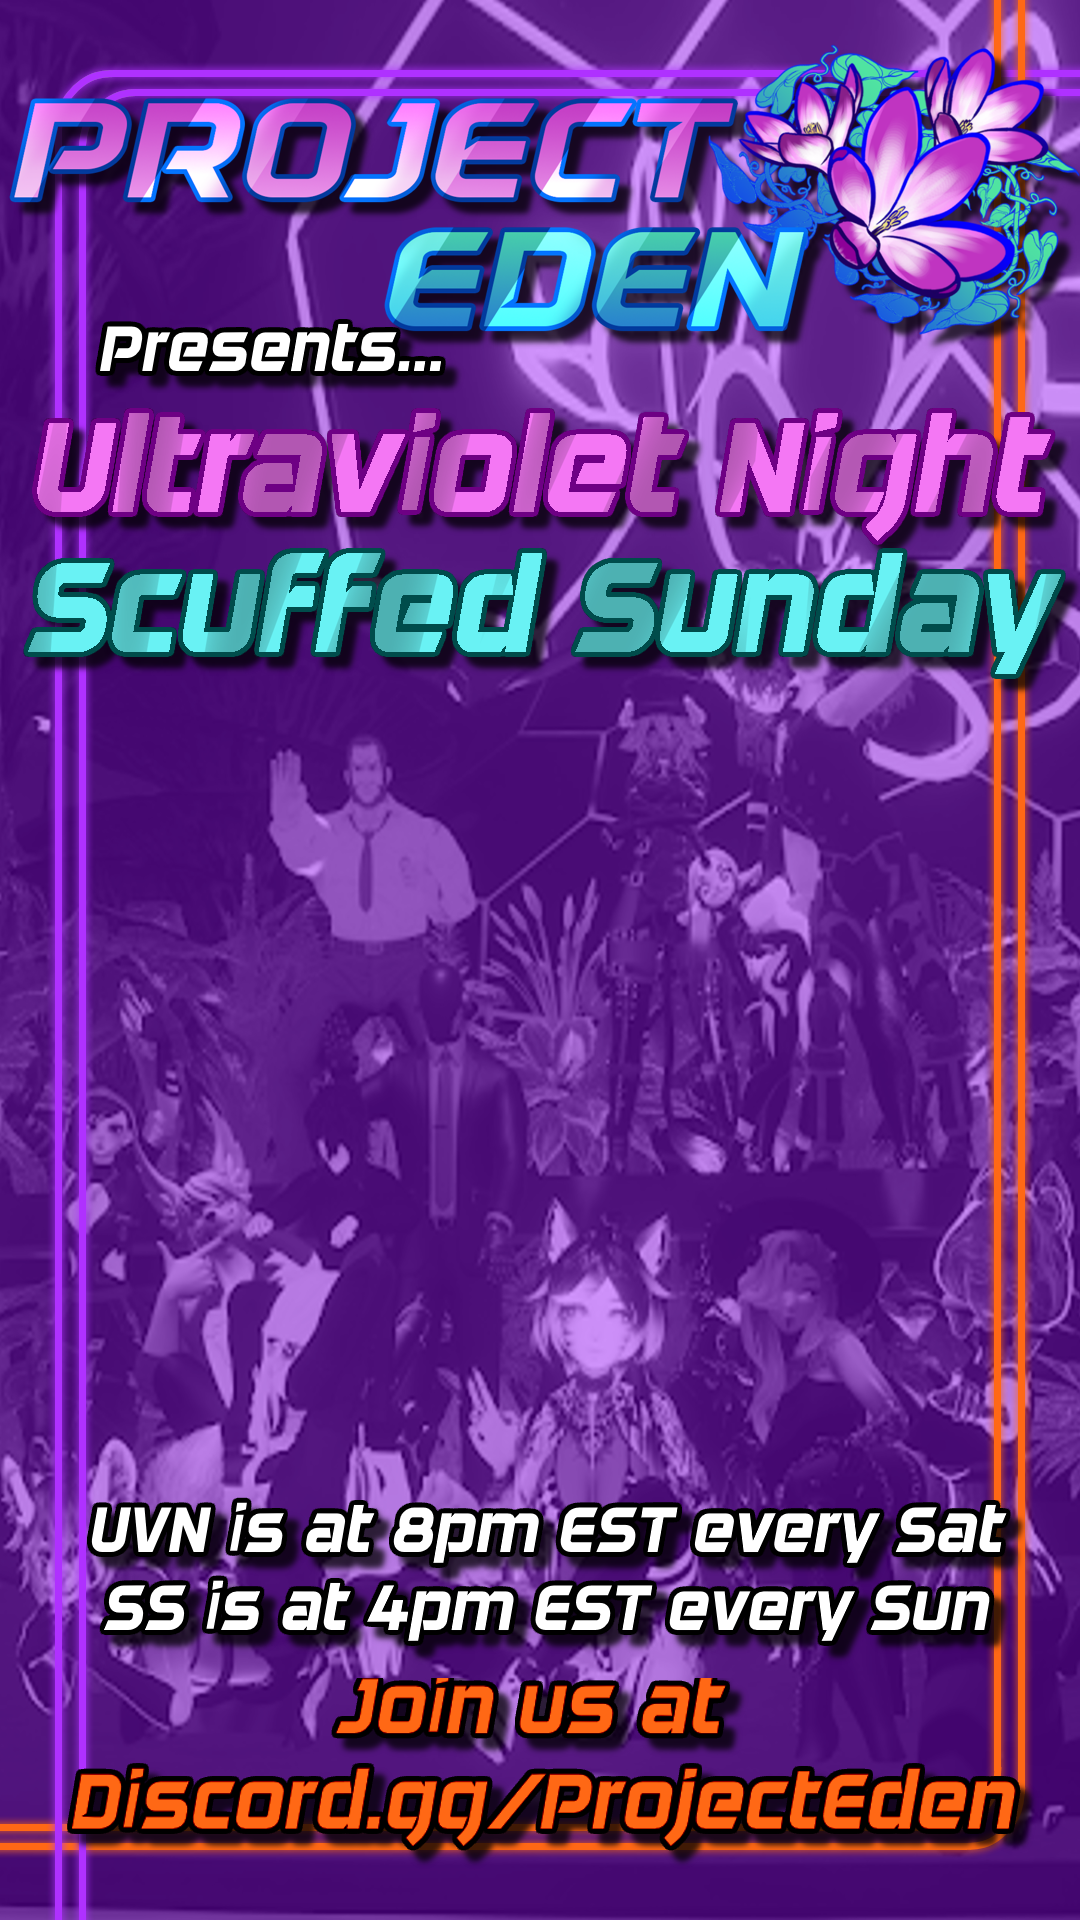 PROJECT
EDEN
Presents...
Ultraviolet Night
Scuffed Sunday
UVN is at 8pm EST every Sat
SS is at 4pm EST every Sun
Join us at
Discord.gg/ProjectEden